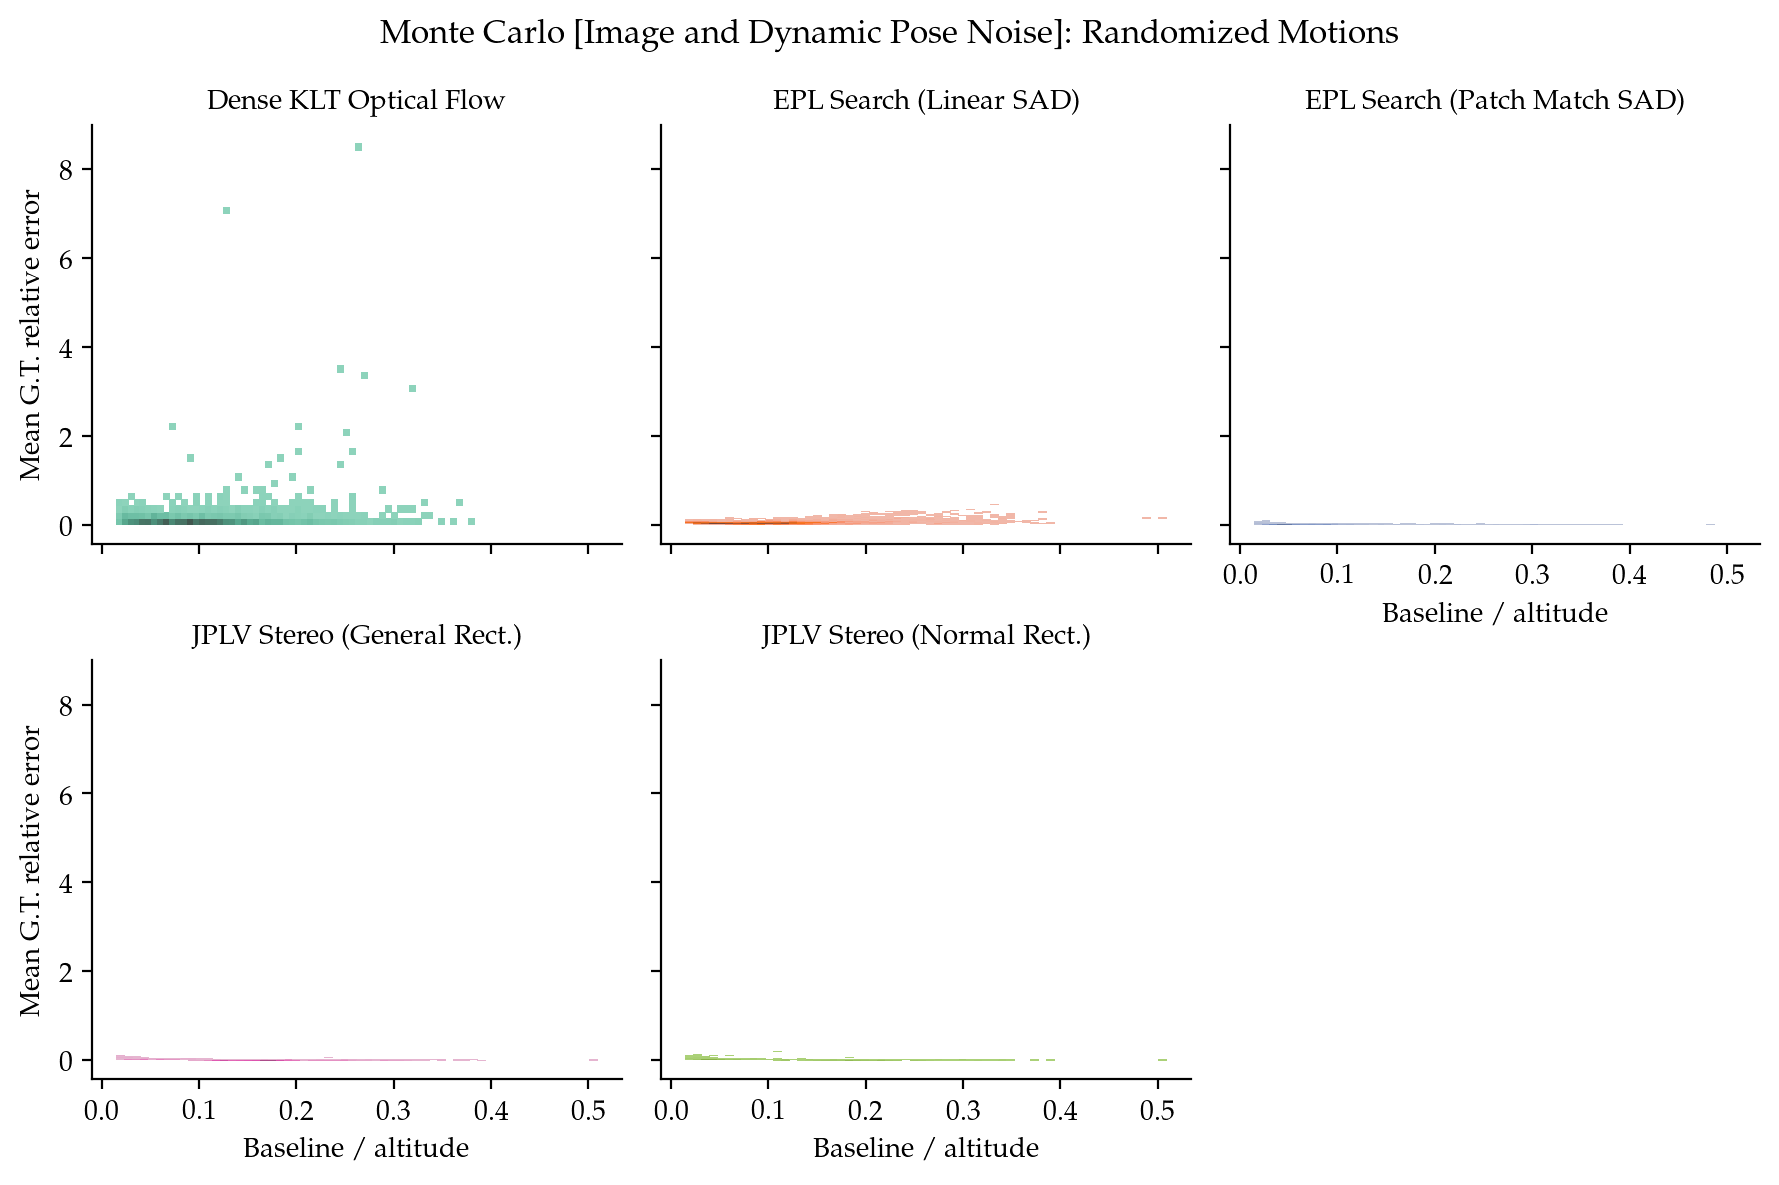 Monte Carlo [Image and Dynamic Pose Noise]: Randomized Motions
Dense KLT Optical Flow
EPL Search (Linear SAD)
EPL Search (Patch Match SAD)
Mean G.T. relative error
8
6
4
2
0
0.0 0.1 0.2 0.3 0.4 0.5
Baseline / altitude
JPLV Stereo (General Rect.)
JPLV Stereo (Normal Rect.)
Mean G.T. relative error
8
6
4
2
0
0.0 0.1 0.2 0.3 0.4 0.5
Baseline / altitude
0.0 0.1 0.2 0.3 0.4 0.5
Baseline / altitude